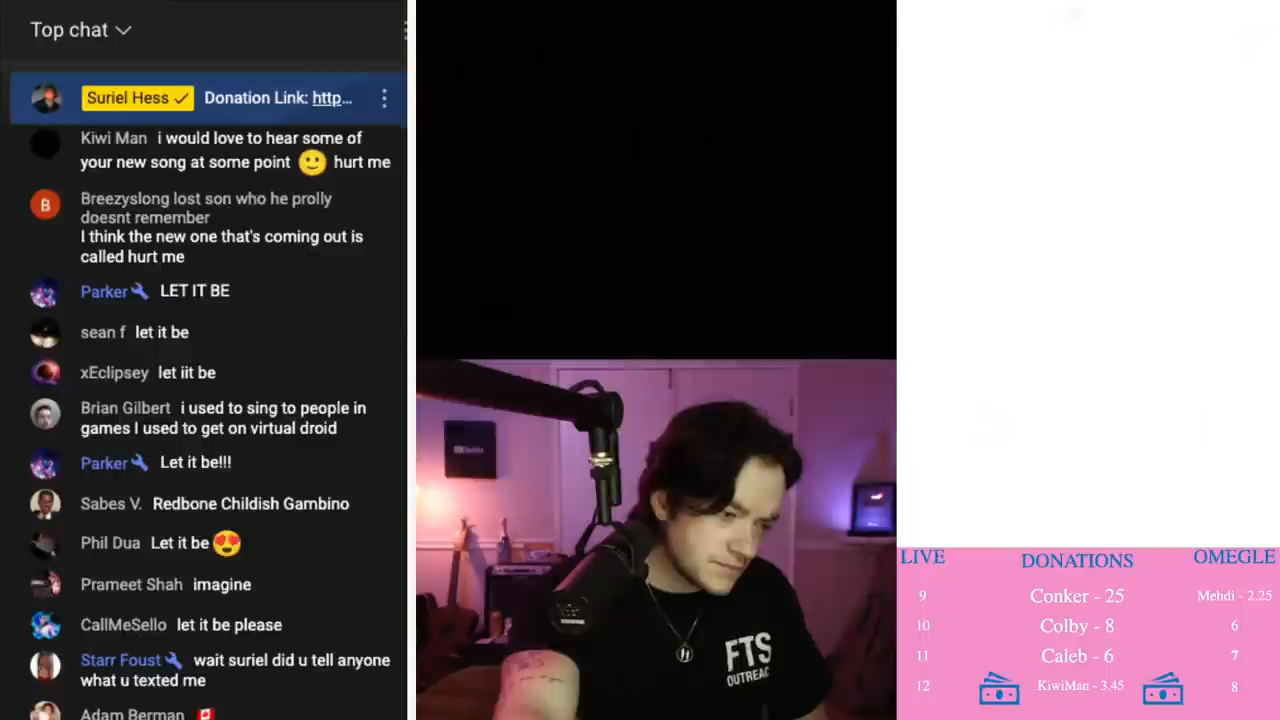 Top chat
Suriel Hess Donation Link: http...
Kiwi Man i would love to hear some of
your new song at some point 🙂 hurt me
Breezyslong lost son who he prolly
doesnt remember
I think the new one that's coming out is
called hurt me
Parker LET IT BE
sean f let it be
xEclipsey let iit be
Brian Gilbert i used to sing to people in
games I used to get on virtual droid
Parker Let it be!!!
Sabes V. Redbone Childish Gambino
Phil Dua Let it be 😍
Prameet Shah imagine
CallMeSello let it be please
Starr Foust wait suriel did u tell anyone
what u texted me
Adam Berman 🇨🇦
FTS
OUTREACH
LIVE DONATIONS OMEGLE
9 Conker - 25 Mehdi - 2.25
10 Colby - 8 6
11 Caleb - 6 7
12 KiwiMan - 3.45 8